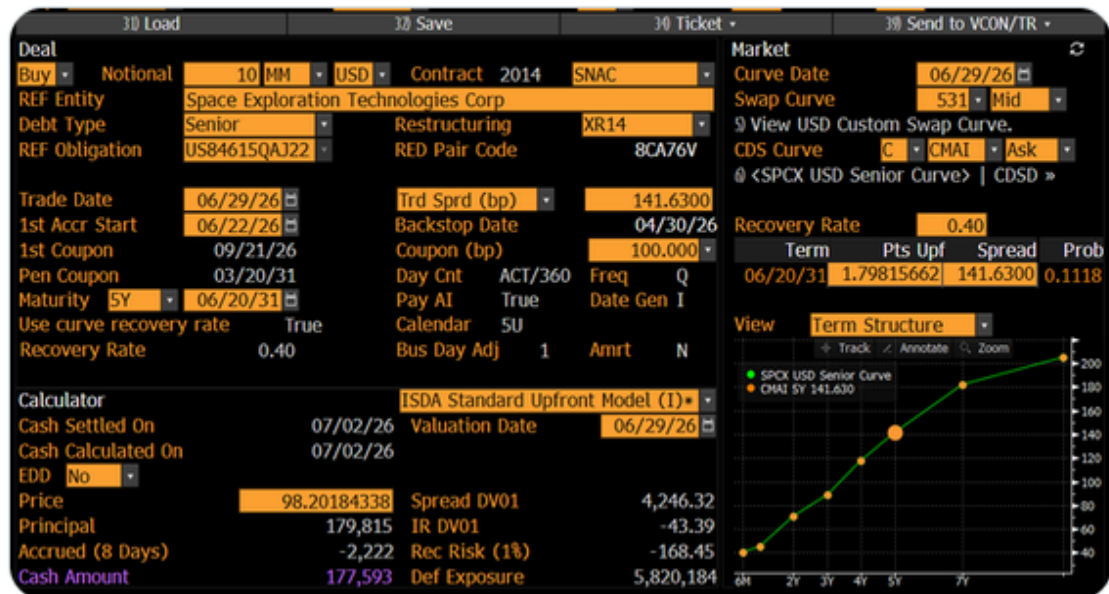 31) Load 32) Save 34) Ticket 39) Send to VCON/TR
Deal
Buy Notional 10 MM USD Contract 2014 SNAC
REF Entity Space Exploration Technologies Corp
Debt Type Senior Restructuring XR14
REF Obligation US84615QAJ22 RED Pair Code 8CA76V
Trade Date 06/29/26 Trd Sprd (bp) 141.6300
1st Accr Start 06/22/26 Backstop Date 04/30/26
1st Coupon 09/21/26 Coupon (bp) 100.000
Pen Coupon 03/20/31 Day Cnt ACT/360 Freq Q
Maturity 5Y 06/20/31 Pay AI True Date Gen I
Use curve recovery rate True Calendar 5U
Recovery Rate 0.40 Bus Day Adj 1 Amrt N
Market
Curve Date 06/29/26
Swap Curve 531 Mid
5) View USD Custom Swap Curve.
CDS Curve C CMAI Ask
<SPCX USD Senior Curve> | CDSD »
Recovery Rate 0.40
Term Pts Upf Spread Prob
06/20/31 1.79815662 141.6300 0.1118
View Term Structure
Track Annotate Zoom
SPCX USD Senior Curve
CMAI 5Y 141.630
200
180
160
140
120
100
80
60
40
6M 2Y 3Y 4Y 5Y 7Y
Calculator ISDA Standard Upfront Model (I)*
Cash Settled On 07/02/26 Valuation Date 06/29/26
Cash Calculated On 07/02/26
EDD No
Price 98.20184338 Spread DV01 4,246.32
Principal 179,815 IR DV01 -43.39
Accrued (8 Days) -2,222 Rec Risk (1%) -168.45
Cash Amount 177,593 Def Exposure 5,820,184